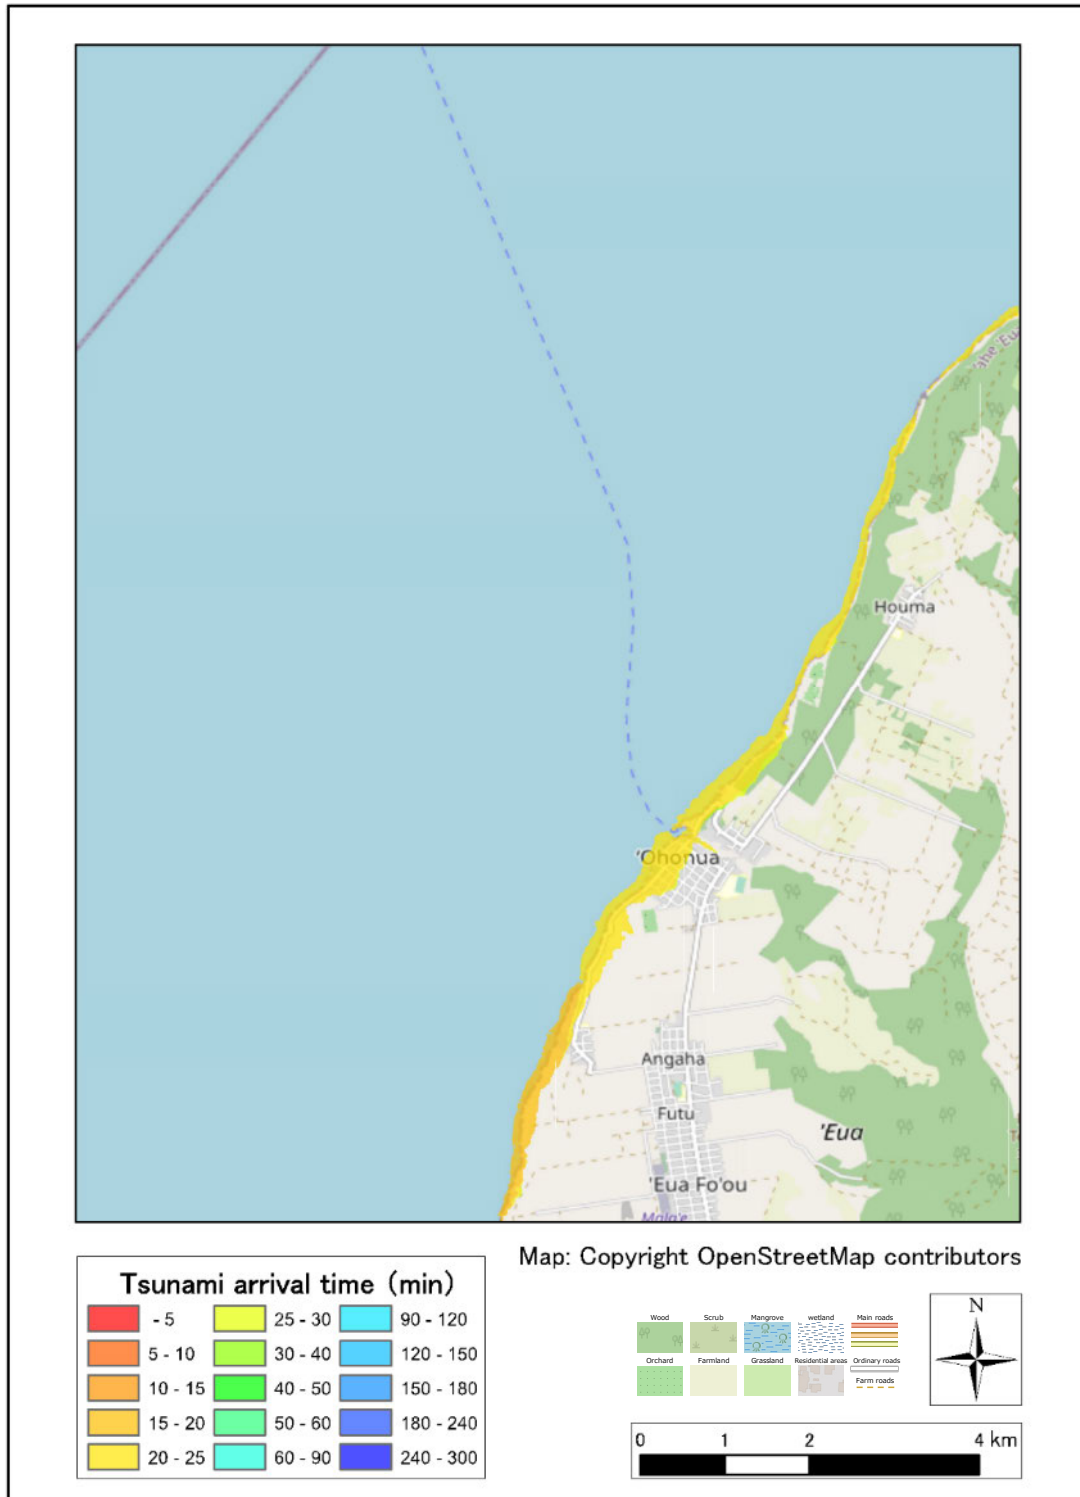 'ahe 'Eu
Houma
'Ohonua
Angaha
Futu
'Eua
'Eua Fo'ou
Mala'e
Map: Copyright OpenStreetMap contributors
Tsunami arrival time (min)
- 5
25 - 30
90 - 120
5 - 10
30 - 40
120 - 150
10 - 15
40 - 50
150 - 180
15 - 20
50 - 60
180 - 240
20 - 25
60 - 90
240 - 300
Wood
Scrub
Mangrove
wetland
Main roads
Orchard
Farmland
Grassland
Residential areas
Ordinary roads
Farm roads
N
0 1 2 4 km